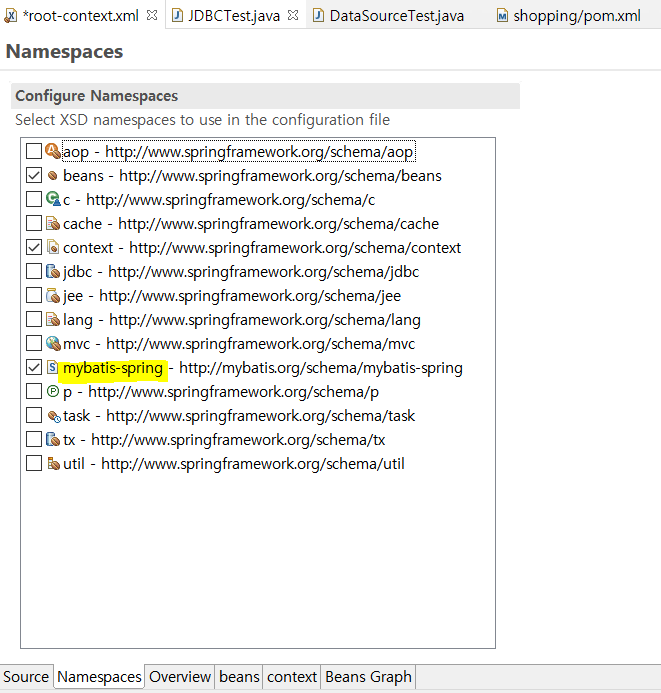 *root-context.xml JDBCTest.java DataSourceTest.java shopping/pom.xml
Namespaces
Configure Namespaces
Select XSD namespaces to use in the configuration file
aop - http://www.springframework.org/schema/aop
beans - http://www.springframework.org/schema/beans
c - http://www.springframework.org/schema/c
cache - http://www.springframework.org/schema/cache
context - http://www.springframework.org/schema/context
jdbc - http://www.springframework.org/schema/jdbc
jee - http://www.springframework.org/schema/jee
lang - http://www.springframework.org/schema/lang
mvc - http://www.springframework.org/schema/mvc
mybatis-spring - http://mybatis.org/schema/mybatis-spring
p - http://www.springframework.org/schema/p
task - http://www.springframework.org/schema/task
tx - http://www.springframework.org/schema/tx
util - http://www.springframework.org/schema/util
Source Namespaces Overview beans context Beans Graph